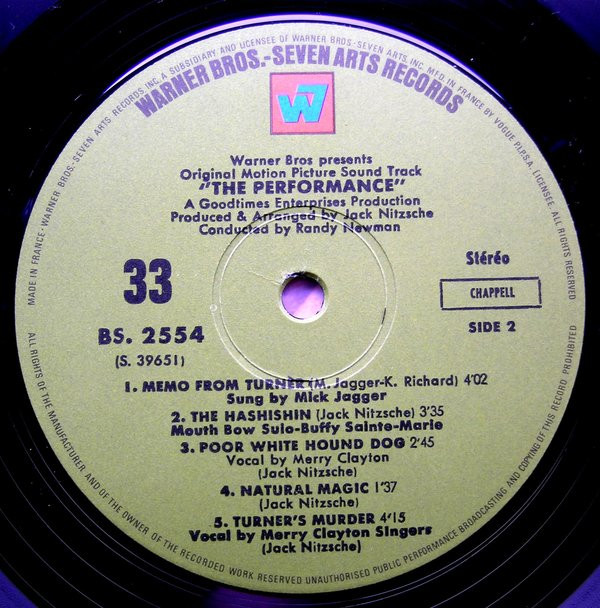 WARNER BROS. - SEVEN ARTS RECORDS, INC. A SUBSIDIARY AND LICENSEE OF WARNER BROS.-SEVEN ARTS, INC. MFD IN FRANCE BY VOGUE P.I.P.S.A. LICENSEE. ALL RIGHTS RESERVED
WARNER BROS.-SEVEN ARTS RECORDS
W7
Warner Bros presents
Original Motion Picture Sound Track
"THE PERFORMANCE"
A Goodtimes Enterprises Production
Produced & Arranged by Jack Nitzsche
Conducted by Randy Newman
33
Stéréo
CHAPPELL
BS. 2554
SIDE 2
(S. 39651)
1. MEMO FROM TURNER (M. Jagger-K. Richard) 4'02
Sung by Mick Jagger
2. THE HASHISHIN (Jack Nitzsche) 3'35
Mouth Bow Sulo-Buffy Sainte-Marie
3. POOR WHITE HOUND DOG 2'45
Vocal by Merry Clayton
(Jack Nitzsche)
4. NATURAL MAGIC 1'37
(Jack Nitzsche)
5. TURNER'S MURDER 4'15
Vocal by Merry Clayton Singers
(Jack Nitzsche)
MADE IN FRANCE
ALL RIGHTS OF THE MANUFACTURER, AND OF THE OWNER OF THE RECORDED WORK RESERVED UNAUTHORISED PUBLIC PERFORMANCE BROADCASTING AND COPYING OF THIS RECORD PROHIBITED